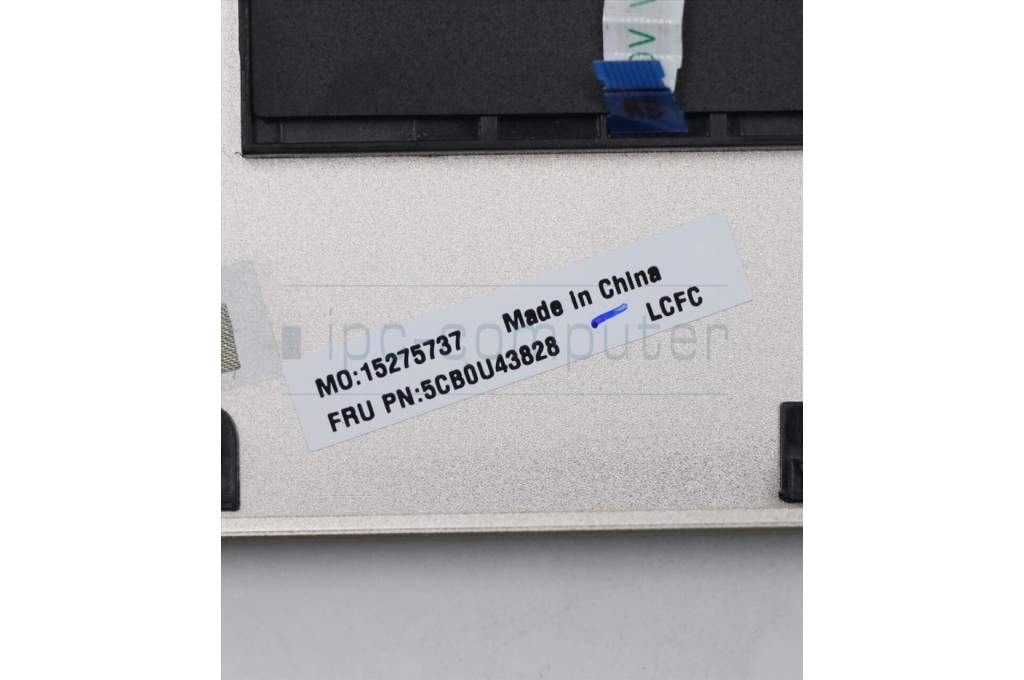 MO:15275737 Made in China
FRU PN:5CB0U43828 LCFC
ipc-computer